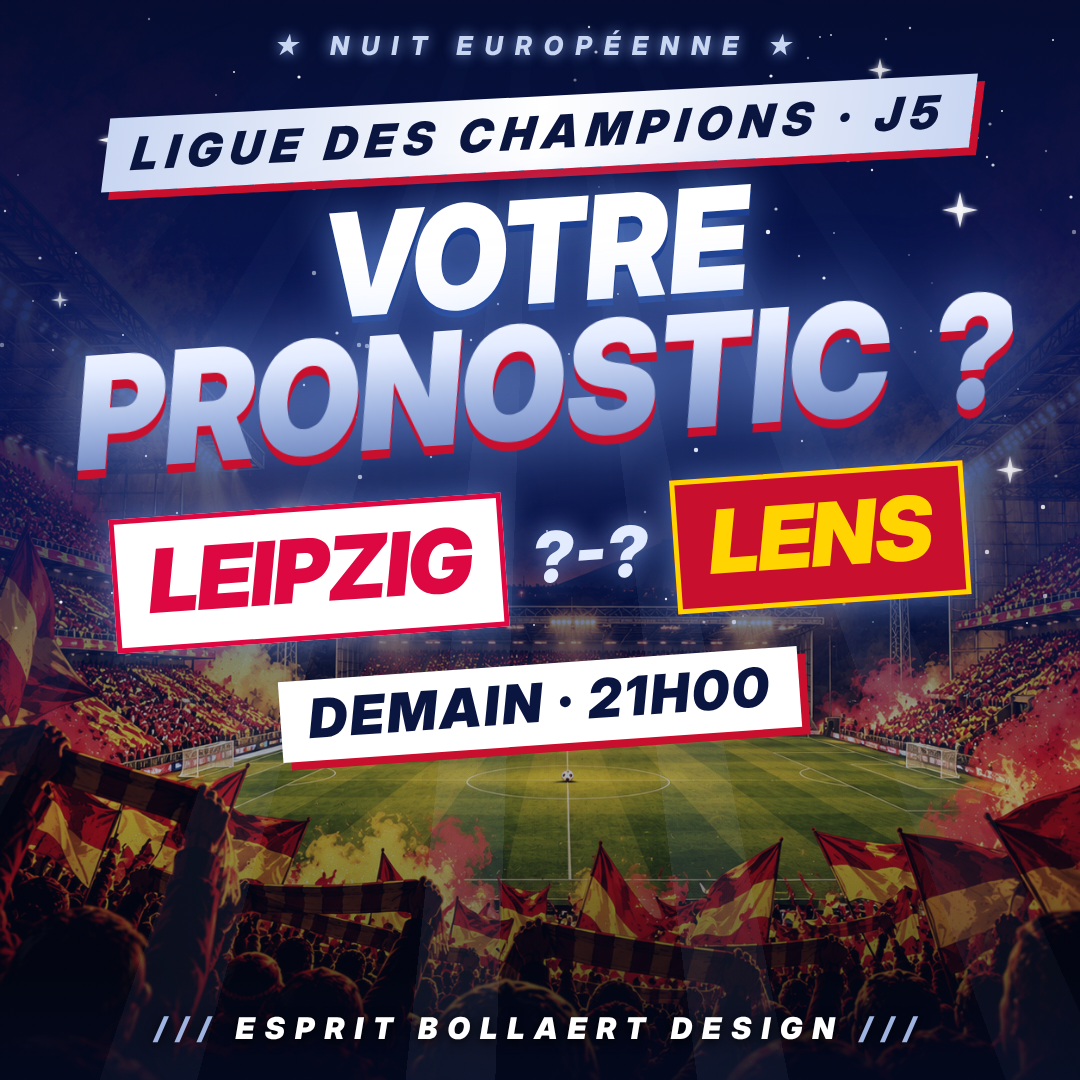 ★ NUIT EUROPÉENNE ★
LIGUE DES CHAMPIONS · J5
VOTRE
PRONOSTIC ?
LEIPZIG ?-? LENS
DEMAIN · 21H00
/// ESPRIT BOLLAERT DESIGN ///